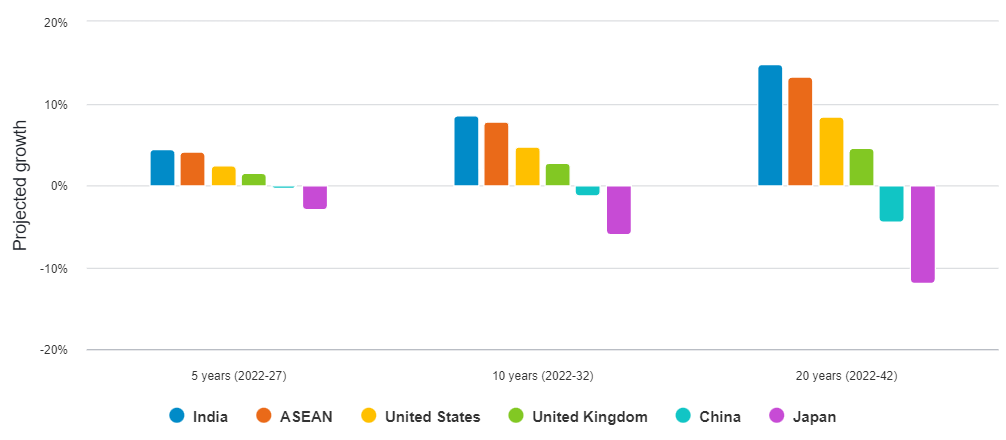 20%
10%
0%
-10%
-20%
Projected growth
5 years (2022-27)
10 years (2022-32)
20 years (2022-42)
India
ASEAN
United States
United Kingdom
China
Japan